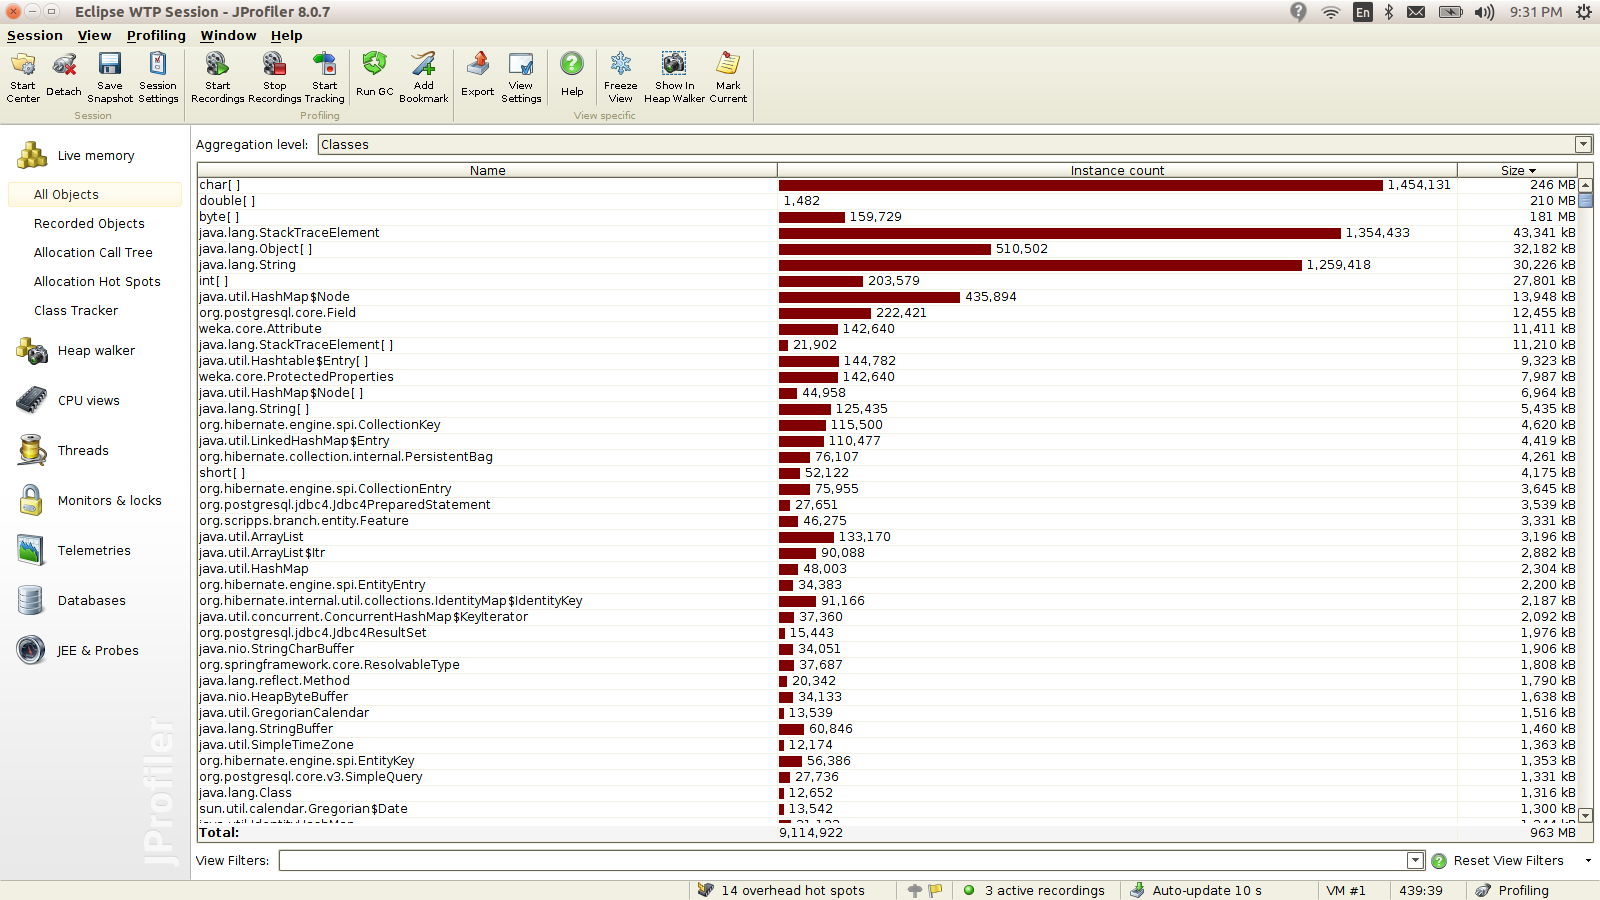 Eclipse WTP Session - JProfiler 8.0.7
En
9:31 PM
Session View Profiling Window Help
Start Center
Detach
Save Snapshot
Session Settings
Start Recordings
Stop Recordings
Start Tracking
Run GC
Add Bookmark
Export
View Settings
Help
Freeze View
Show In Heap Walker
Mark Current
Session
Profiling
View specific
Live memory
All Objects
Recorded Objects
Allocation Call Tree
Allocation Hot Spots
Class Tracker
Heap walker
CPU views
Threads
Monitors & locks
Telemetries
Databases
JEE & Probes
JProfiler
Aggregation level: Classes
Name Instance count Size
char[ ] 1,454,131 246 MB
double[ ] 1,482 210 MB
byte[ ] 159,729 181 MB
java.lang.StackTraceElement 1,354,433 43,341 kB
java.lang.Object[ ] 510,502 32,182 kB
java.lang.String 1,259,418 30,226 kB
int[ ] 203,579 27,801 kB
java.util.HashMap$Node 435,894 13,948 kB
org.postgresql.core.Field 222,421 12,455 kB
weka.core.Attribute 142,640 11,411 kB
java.lang.StackTraceElement[ ] 21,902 11,210 kB
java.util.Hashtable$Entry[ ] 144,782 9,323 kB
weka.core.ProtectedProperties 142,640 7,987 kB
java.util.HashMap$Node[ ] 44,958 6,964 kB
java.lang.String[ ] 125,435 5,435 kB
org.hibernate.engine.spi.CollectionKey 115,500 4,620 kB
java.util.LinkedHashMap$Entry 110,477 4,419 kB
org.hibernate.collection.internal.PersistentBag 76,107 4,261 kB
short[ ] 52,122 4,175 kB
org.hibernate.engine.spi.CollectionEntry 75,955 3,645 kB
org.postgresql.jdbc4.Jdbc4PreparedStatement 27,651 3,539 kB
org.scripps.branch.entity.Feature 46,275 3,331 kB
java.util.ArrayList 133,170 3,196 kB
java.util.ArrayList$Itr 90,088 2,882 kB
java.util.HashMap 48,003 2,304 kB
org.hibernate.engine.spi.EntityEntry 34,383 2,200 kB
org.hibernate.internal.util.collections.IdentityMap$IdentityKey 91,166 2,187 kB
java.util.concurrent.ConcurrentHashMap$KeyIterator 37,360 2,092 kB
org.postgresql.jdbc4.Jdbc4ResultSet 15,443 1,976 kB
java.nio.StringCharBuffer 34,051 1,906 kB
org.springframework.core.ResolvableType 37,687 1,808 kB
java.lang.reflect.Method 20,342 1,790 kB
java.nio.HeapByteBuffer 34,133 1,638 kB
java.util.GregorianCalendar 13,539 1,516 kB
java.lang.StringBuffer 60,846 1,460 kB
java.util.SimpleTimeZone 12,174 1,363 kB
org.hibernate.engine.spi.EntityKey 56,386 1,353 kB
org.postgresql.core.v3.SimpleQuery 27,736 1,331 kB
java.lang.Class 12,652 1,316 kB
sun.util.calendar.Gregorian$Date 13,542 1,300 kB
java.util.IdentityHashMap
Total: 9,114,922 963 MB
View Filters: Reset View Filters
14 overhead hot spots 3 active recordings Auto-update 10 s VM #1 439:39 Profiling